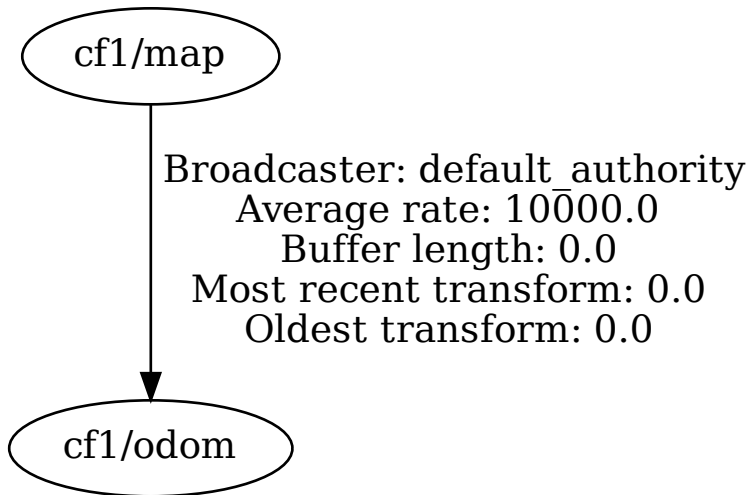 cf1/map
Broadcaster: default_authority
Average rate: 10000.0
Buffer length: 0.0
Most recent transform: 0.0
Oldest transform: 0.0
cf1/odom